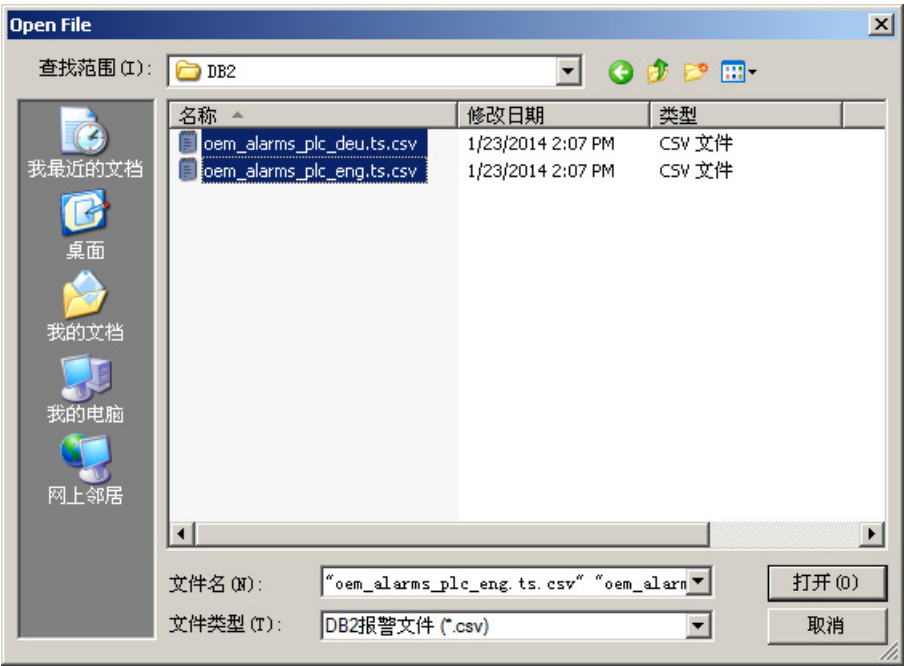 Open File
查找范围(I):
DB2
名称
修改日期
类型
oem_alarms_plc_deu.ts.csv
1/23/2014 2:07 PM
CSV 文件
oem_alarms_plc_eng.ts.csv
1/23/2014 2:07 PM
CSV 文件
我最近的文档
桌面
我的文档
我的电脑
网上邻居
文件名(N):
"oem_alarms_plc_eng.ts.csv" "oem_alarm
打开(O)
文件类型(T):
DB2报警文件 (*.csv)
取消